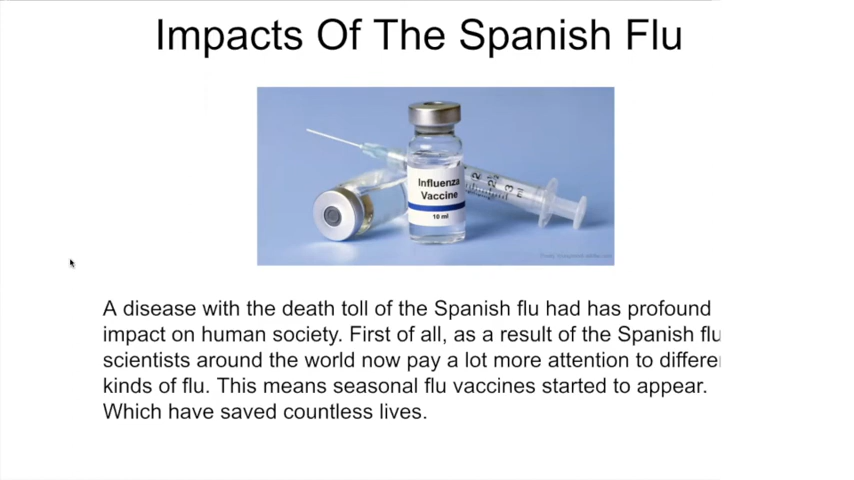 Impacts Of The Spanish Flu
Influenza
Vaccine
10 ml
A disease with the death toll of the Spanish flu had has profound
impact on human society. First of all, as a result of the Spanish flu
scientists around the world now pay a lot more attention to
kinds of flu. This means seasonal flu vaccines started to appear.
Which have saved countless lives.